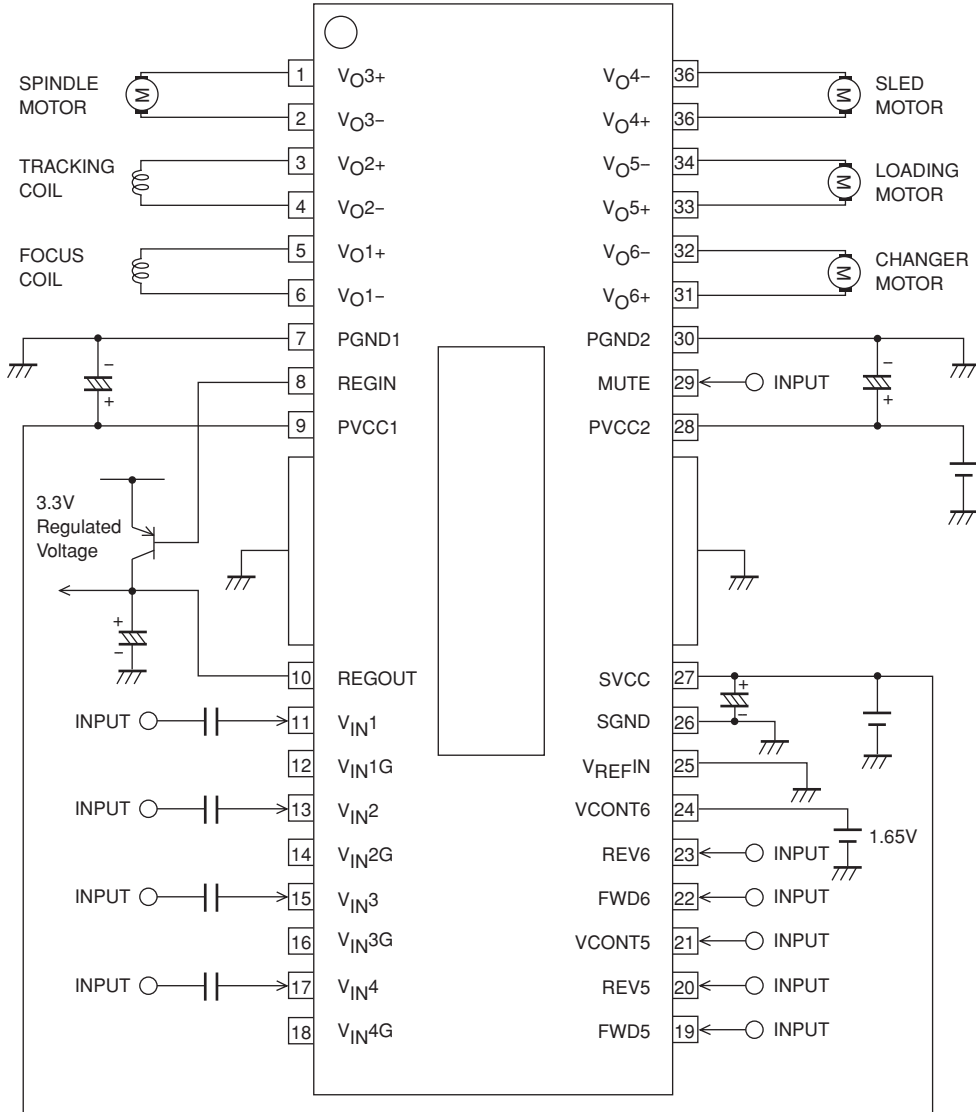 SPINDLE
MOTOR
M
1
VO3+
2
VO3-
TRACKING
COIL
3
VO2+
4
VO2-
FOCUS
COIL
5
VO1+
6
VO1-
7
PGND1
−
+
8
REGIN
9
PVCC1
3.3V
Regulated
Voltage
+
−
10
REGOUT
INPUT
11
VIN1
12
VIN1G
INPUT
13
VIN2
14
VIN2G
INPUT
15
VIN3
16
VIN3G
INPUT
17
VIN4
18
VIN4G
VO4-
36
SLED
MOTOR
M
VO4+
36
VO5-
34
LOADING
MOTOR
M
VO5+
33
VO6-
32
CHANGER
MOTOR
M
VO6+
31
PGND2
30
−
+
MUTE
29
INPUT
PVCC2
28
SVCC
27
+
−
SGND
26
VREFIN
25
VCONT6
24
1.65V
REV6
23
INPUT
FWD6
22
INPUT
VCONT5
21
INPUT
REV5
20
INPUT
FWD5
19
INPUT